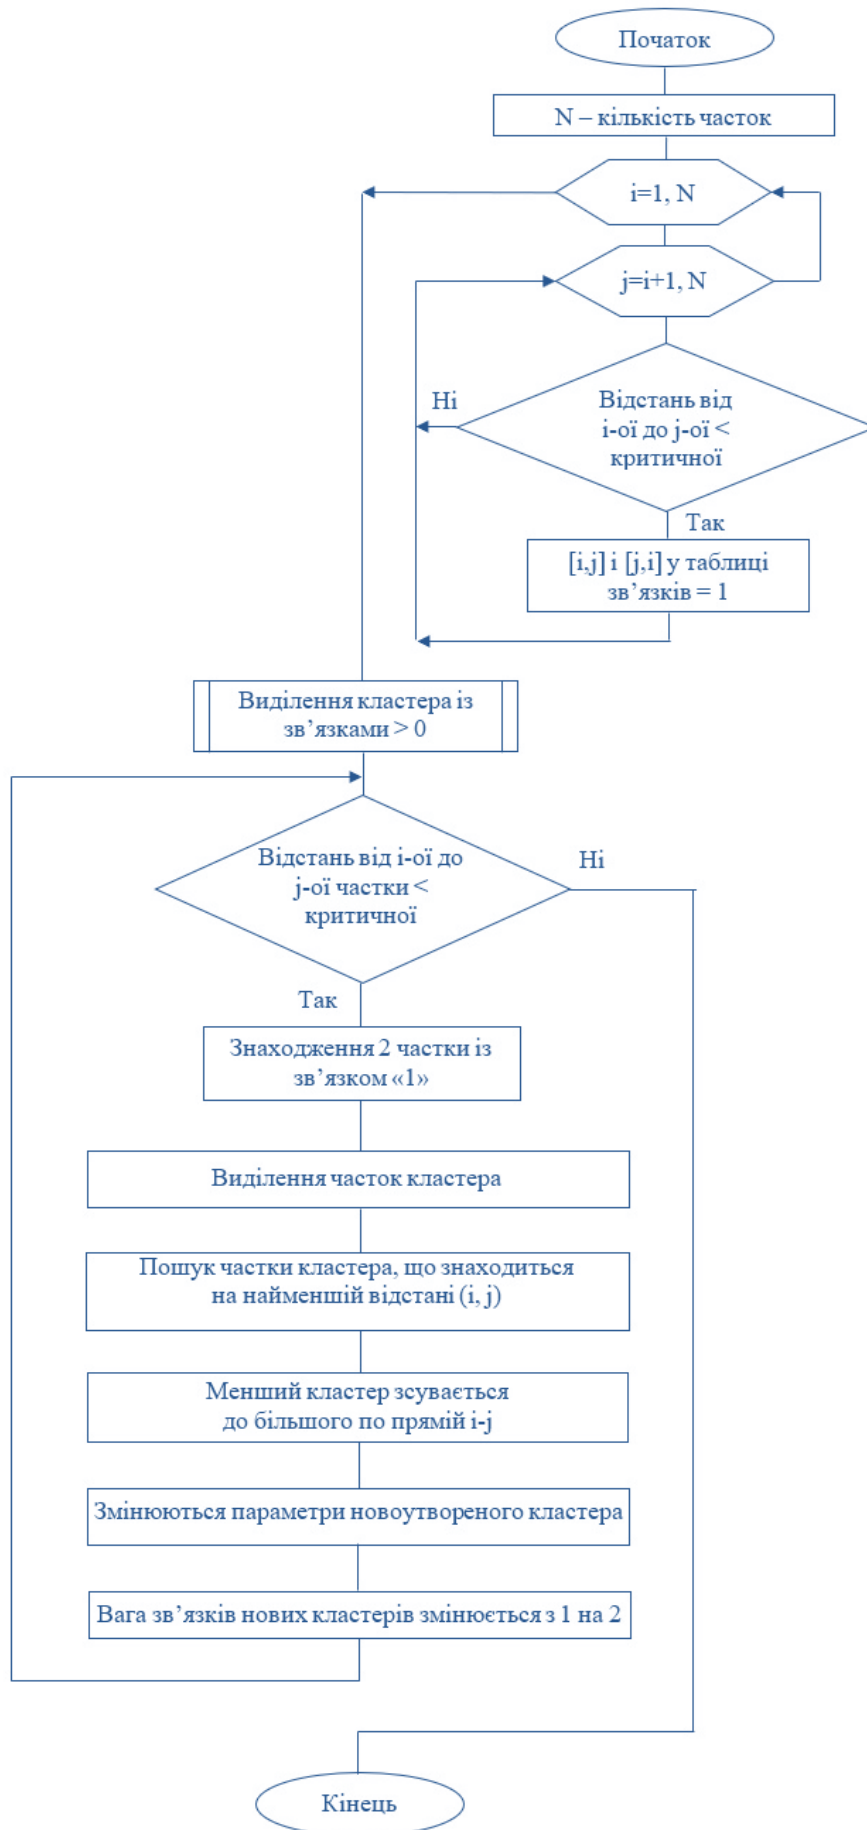 Початок
N – кількість часток
i=1, N
j=i+1, N
Ні
Відстань від
і-ої до j-ої <
критичної
Так
[i,j] і [j,i] у таблиці
зв’язків = 1
Виділення кластера із
зв’язками > 0
Відстань від і-ої до
j-ої частки <
критичної
Ні
Так
Знаходження 2 частки із
зв’язком «1»
Виділення часток кластера
Пошук частки кластера, що знаходиться
на найменшій відстані (i, j)
Менший кластер зсувається
до більшого по прямій i-j
Змінюються параметри новоутвореного кластера
Вага зв’язків нових кластерів змінюється з 1 на 2
Кінець